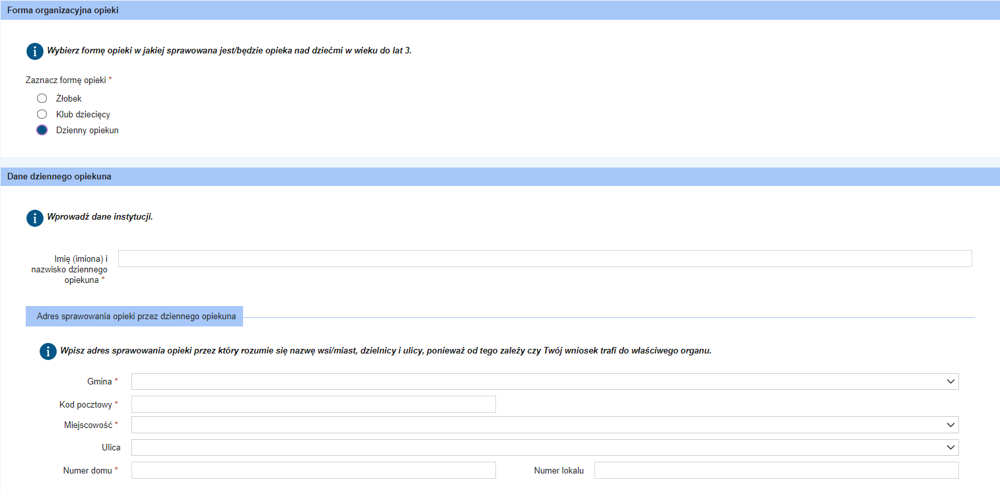 Forma organizacyjna opieki
Wybierz formę opieki w jakiej sprawowana jest/będzie opieka nad dziećmi w wieku do lat 3.
Zaznacz formę opieki *
Żłobek
Klub dziecięcy
Dzienny opiekun
Dane dziennego opiekuna
Wprowadź dane instytucji.
Imię (imiona) i
nazwisko dziennego
opiekuna *
Adres sprawowania opieki przez dziennego opiekuna
Wpisz adres sprawowania opieki przez który rozumie się nazwę wsi/miast, dzielnicy i ulicy, ponieważ od tego zależy czy Twój wniosek trafi do właściwego organu.
Gmina *
Kod pocztowy *
Miejscowość *
Ulica
Numer domu * Numer lokalu